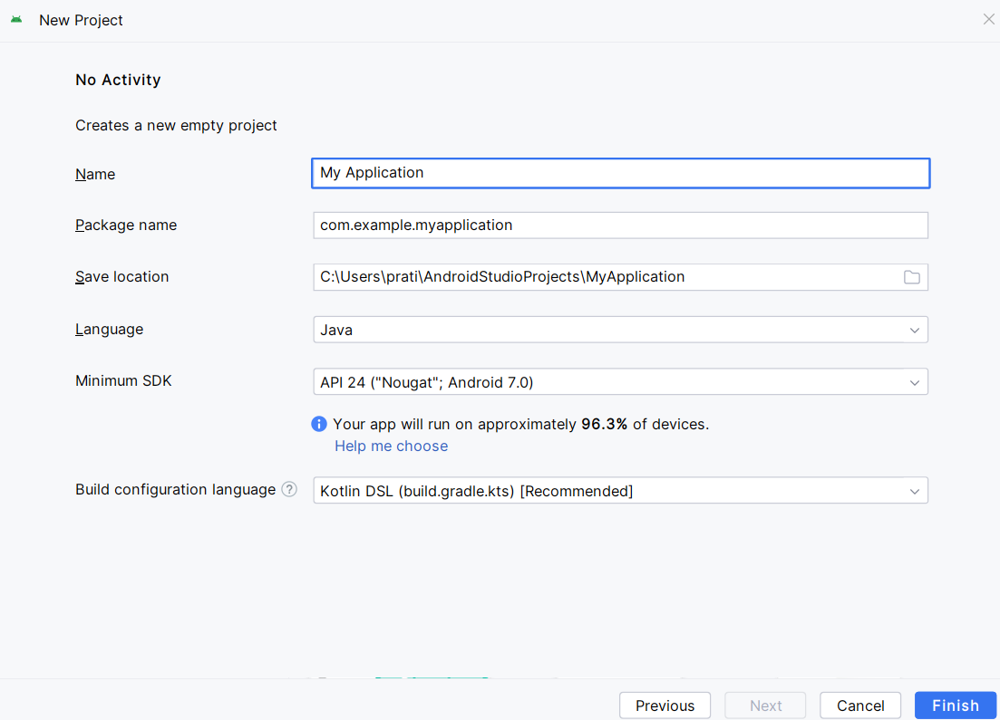 New Project
No Activity
Creates a new empty project
Name My Application
Package name com.example.myapplication
Save location C:\Users\prati\AndroidStudioProjects\MyApplication
Language Java
Minimum SDK API 24 ("Nougat"; Android 7.0)
Your app will run on approximately 96.3% of devices.
Help me choose
Build configuration language ? Kotlin DSL (build.gradle.kts) [Recommended]
Previous Next Cancel Finish